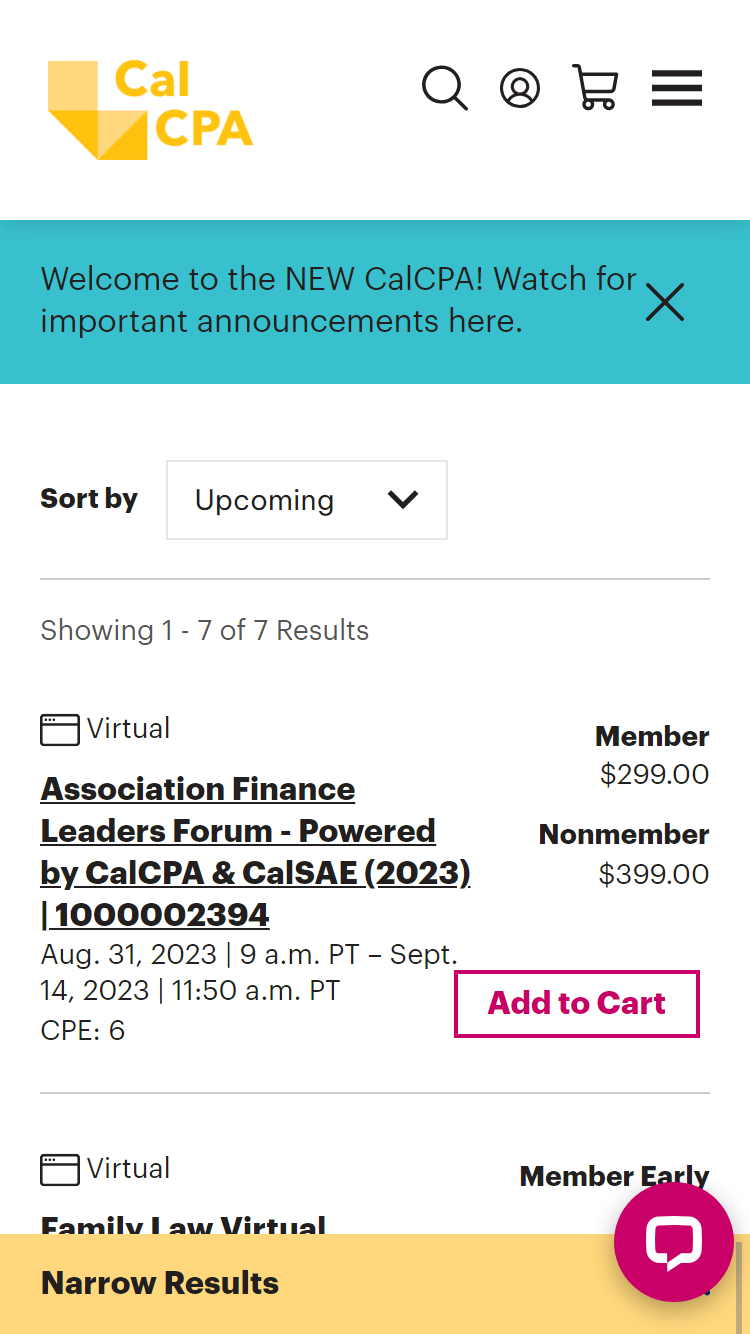 Cal
CPA
Welcome to the NEW CalCPA! Watch for
important announcements here.
Sort by
Upcoming
Showing 1 - 7 of 7 Results
Virtual
Association Finance
Leaders Forum - Powered
by CalCPA & CalSAE (2023)
| 1000002394
Aug. 31, 2023 | 9 a.m. PT – Sept.
14, 2023 | 11:50 a.m. PT
CPE: 6
Member
$299.00
Nonmember
$399.00
Add to Cart
Virtual
Family Law Virtual
Member Early
Narrow Results